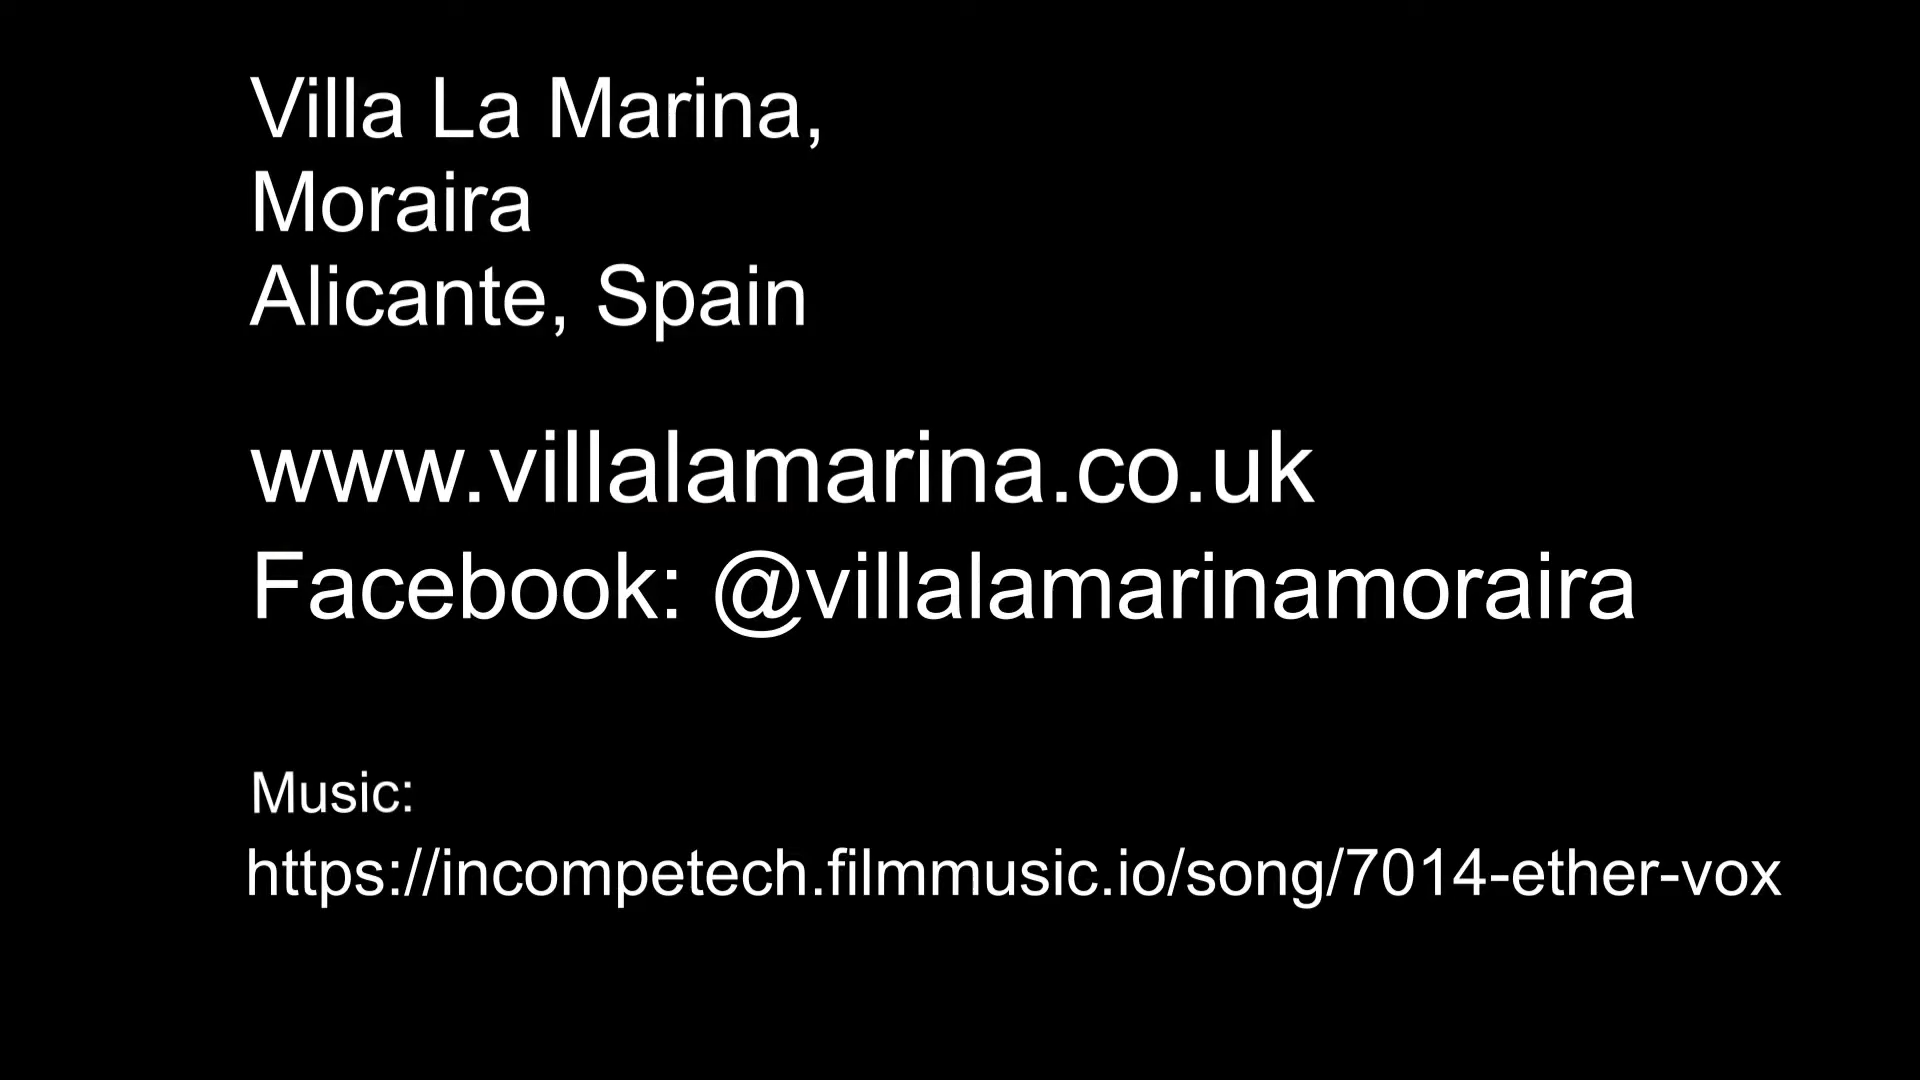 Villa La Marina,
Moraira
Alicante, Spain
www.villalamarina.co.uk
Facebook: @villalamarinamoraira
Music:
https://incompetech.filmmusic.io/song/7014-ether-vox